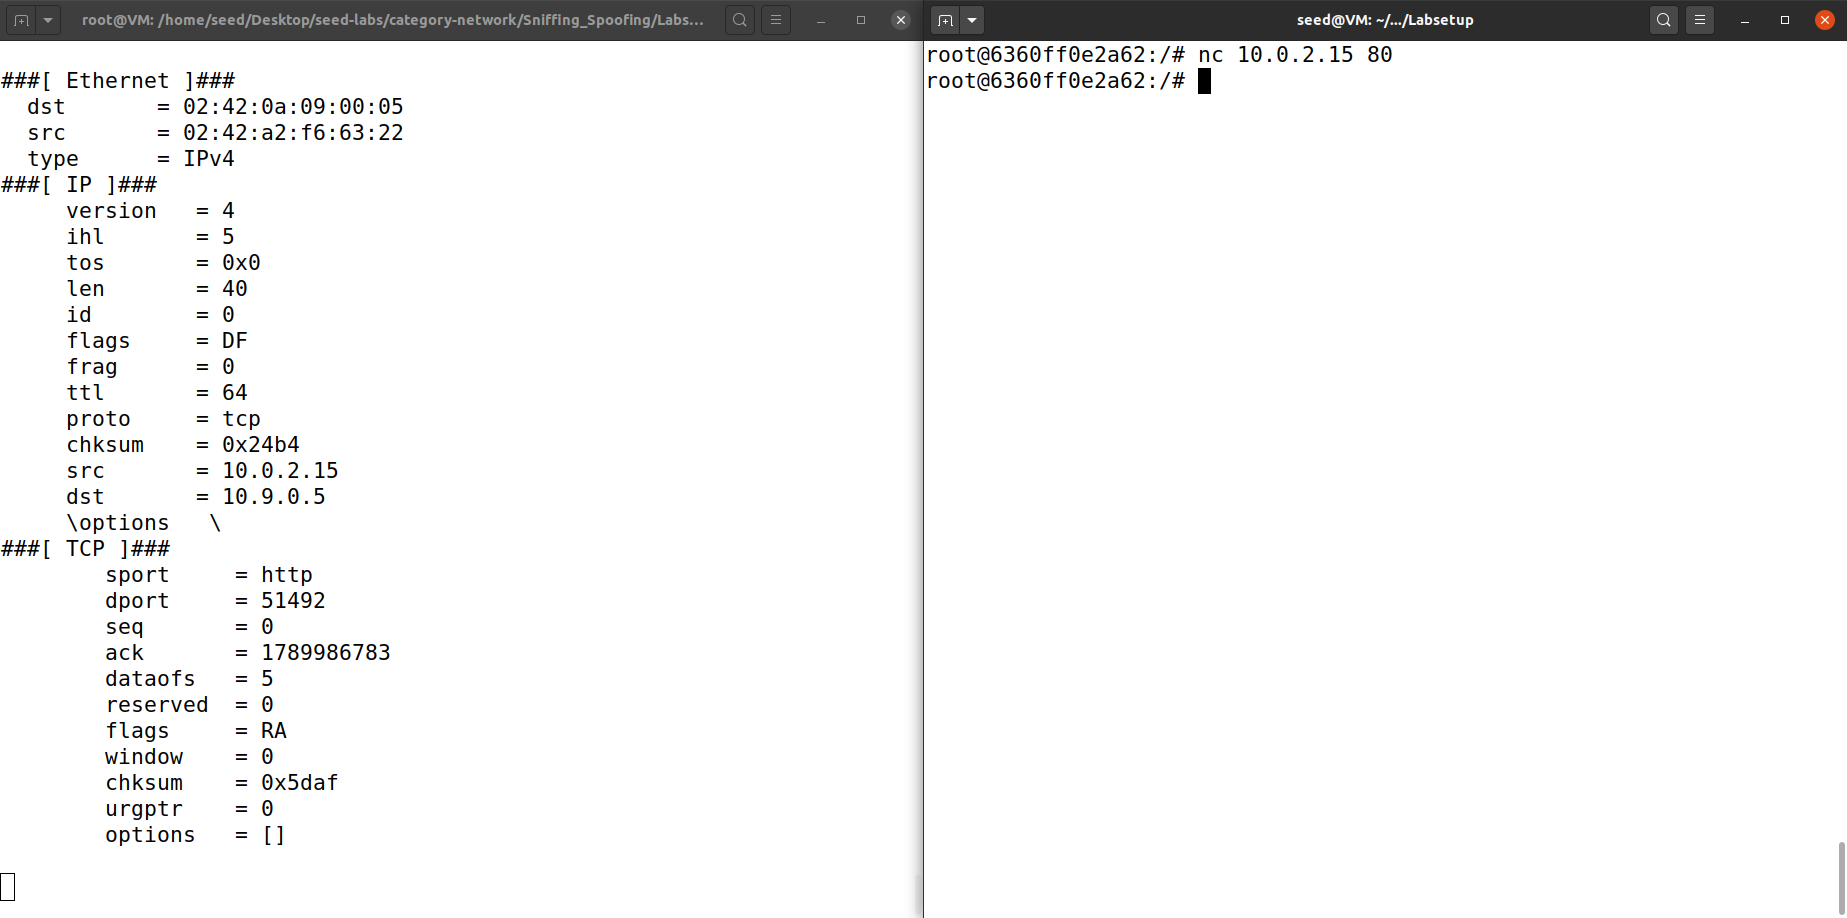 root@VM: /home/seed/Desktop/seed-labs/category-network/Sniffing_Spoofing/Labs...
###[ Ethernet ]###
  dst       = 02:42:0a:09:00:05
  src       = 02:42:a2:f6:63:22
  type      = IPv4
###[ IP ]###
     version   = 4
     ihl       = 5
     tos       = 0x0
     len       = 40
     id        = 0
     flags     = DF
     frag      = 0
     ttl       = 64
     proto     = tcp
     chksum    = 0x24b4
     src       = 10.0.2.15
     dst       = 10.9.0.5
     \options   \
###[ TCP ]###
        sport     = http
        dport     = 51492
        seq       = 0
        ack       = 1789986783
        dataofs   = 5
        reserved  = 0
        flags     = RA
        window    = 0
        chksum    = 0x5daf
        urgptr    = 0
        options   = []
seed@VM: ~/.../Labsetup
root@6360ff0e2a62:/# nc 10.0.2.15 80
root@6360ff0e2a62:/#